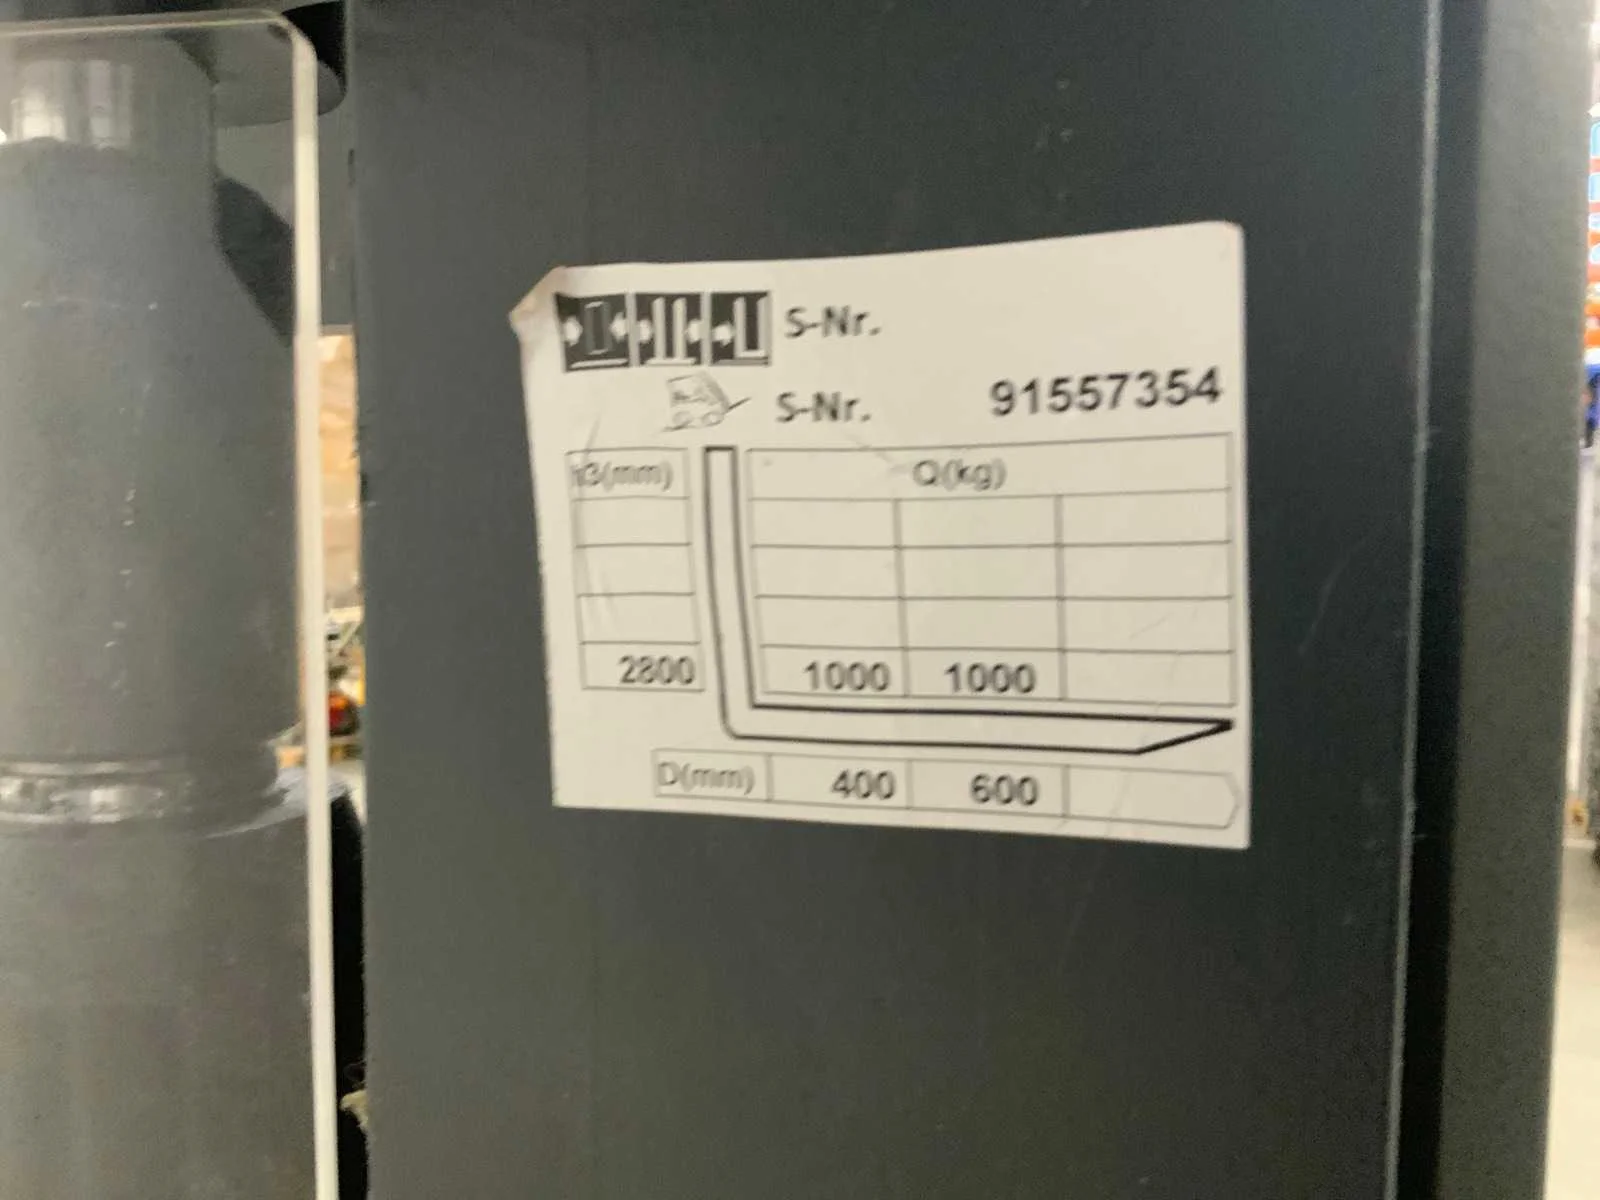 S-Nr.
S-Nr. 91557354
h3(mm) Q(kg)
2800 1000 1000
D(mm) 400 600